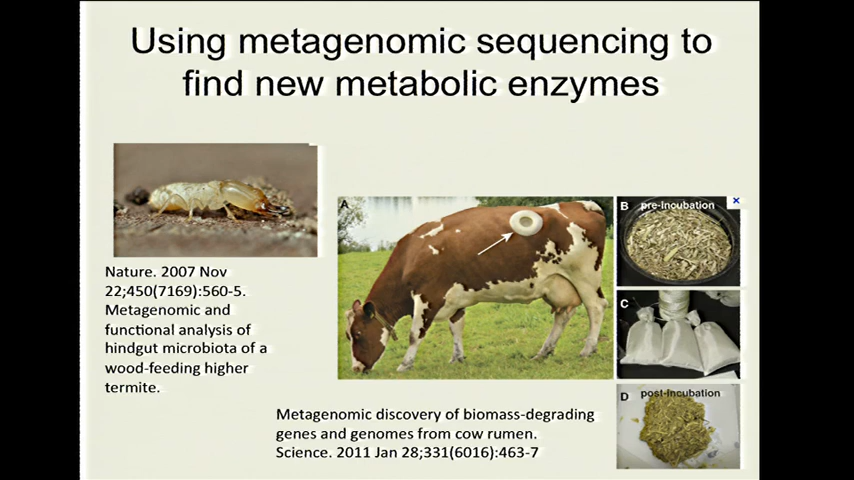 Using metagenomic sequencing to
find new metabolic enzymes
Nature. 2007 Nov
22;450(7169):560-5.
Metagenomic and
functional analysis of
hindgut microbiota of a
wood-feeding higher
termite.
A
B pre-incubation
C
D post-incubation
Metagenomic discovery of biomass-degrading
genes and genomes from cow rumen.
Science. 2011 Jan 28;331(6016):463-7